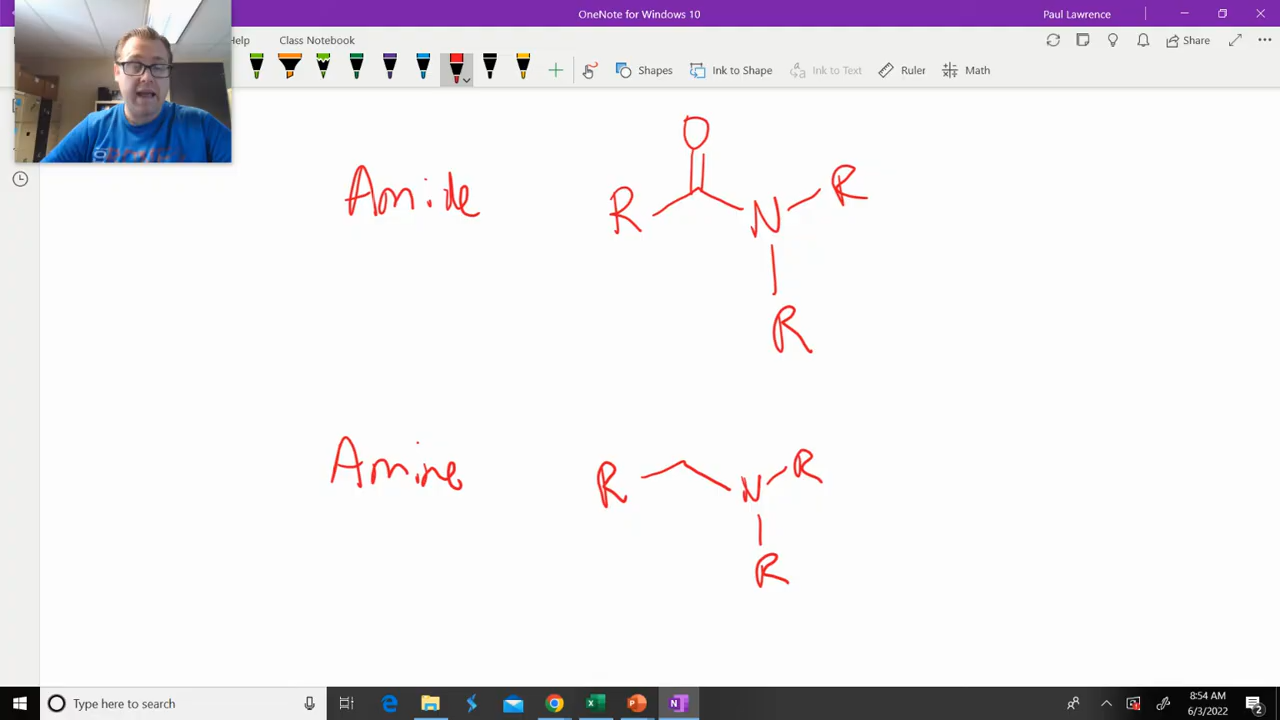 OneNote for Windows 10
Paul Lawrence
Help Class Notebook
Share
Shapes Ink to Shape Ink to Text Ruler Math
O
Amide R N R
R
Amine R N R
R
Type here to search
8:54 AM
6/3/2022
2